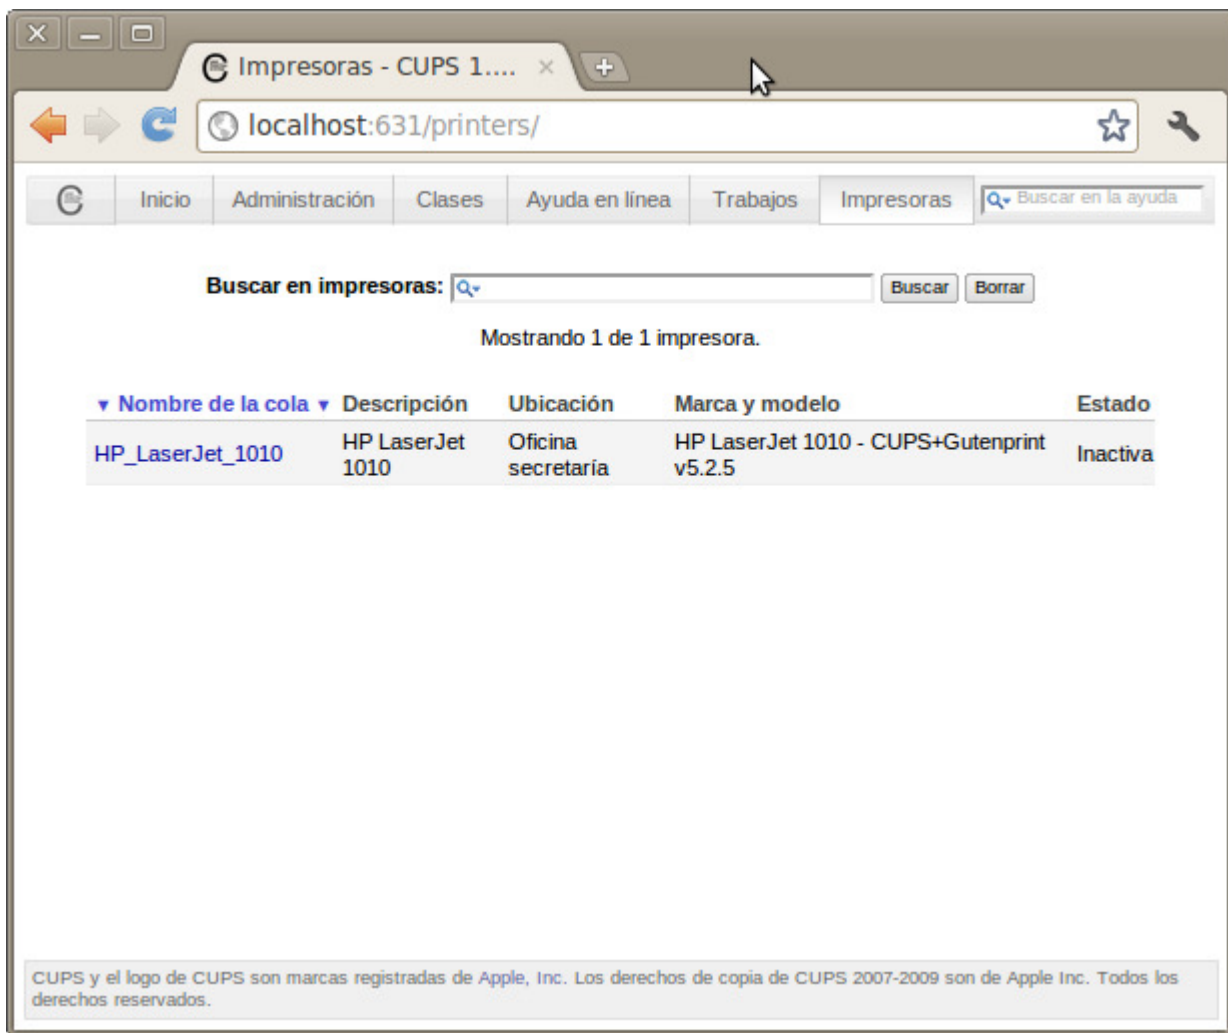 Impresoras - CUPS 1....
localhost:631/printers/
Inicio Administración Clases Ayuda en línea Trabajos Impresoras Buscar en la ayuda
Buscar en impresoras: Buscar Borrar
Mostrando 1 de 1 impresora.
▼ Nombre de la cola ▼ Descripción Ubicación Marca y modelo Estado
HP_LaserJet_1010 HP LaserJet 1010 Oficina secretaría HP LaserJet 1010 - CUPS+Gutenprint v5.2.5 Inactiva
CUPS y el logo de CUPS son marcas registradas de Apple, Inc. Los derechos de copia de CUPS 2007-2009 son de Apple Inc. Todos los
derechos reservados.